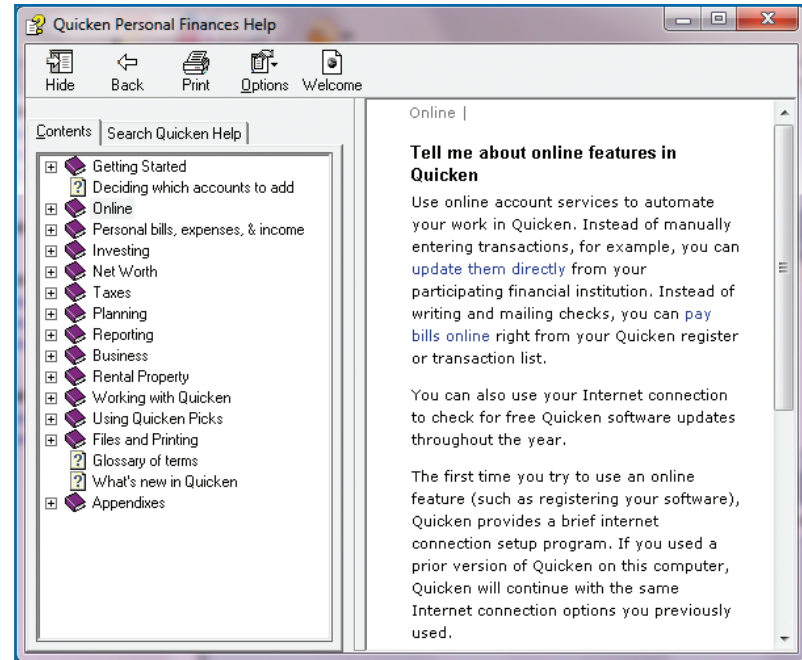 Quicken Personal Finances Help
Hide Back Print Options Welcome
Contents Search Quicken Help
Getting Started
Deciding which accounts to add
Online
Personal bills, expenses, & income
Investing
Net Worth
Taxes
Planning
Reporting
Business
Rental Property
Working with Quicken
Using Quicken Picks
Files and Printing
Glossary of terms
What's new in Quicken
Appendixes
Online |
Tell me about online features in
Quicken
Use online account services to automate
your work in Quicken. Instead of manually
entering transactions, for example, you can
update them directly from your
participating financial institution. Instead of
writing and mailing checks, you can pay
bills online right from your Quicken register
or transaction list.
You can also use your Internet connection
to check for free Quicken software updates
throughout the year.
The first time you try to use an online
feature (such as registering your software),
Quicken provides a brief internet
connection setup program. If you used a
prior version of Quicken on this computer,
Quicken will continue with the same
Internet connection options you previously
used.